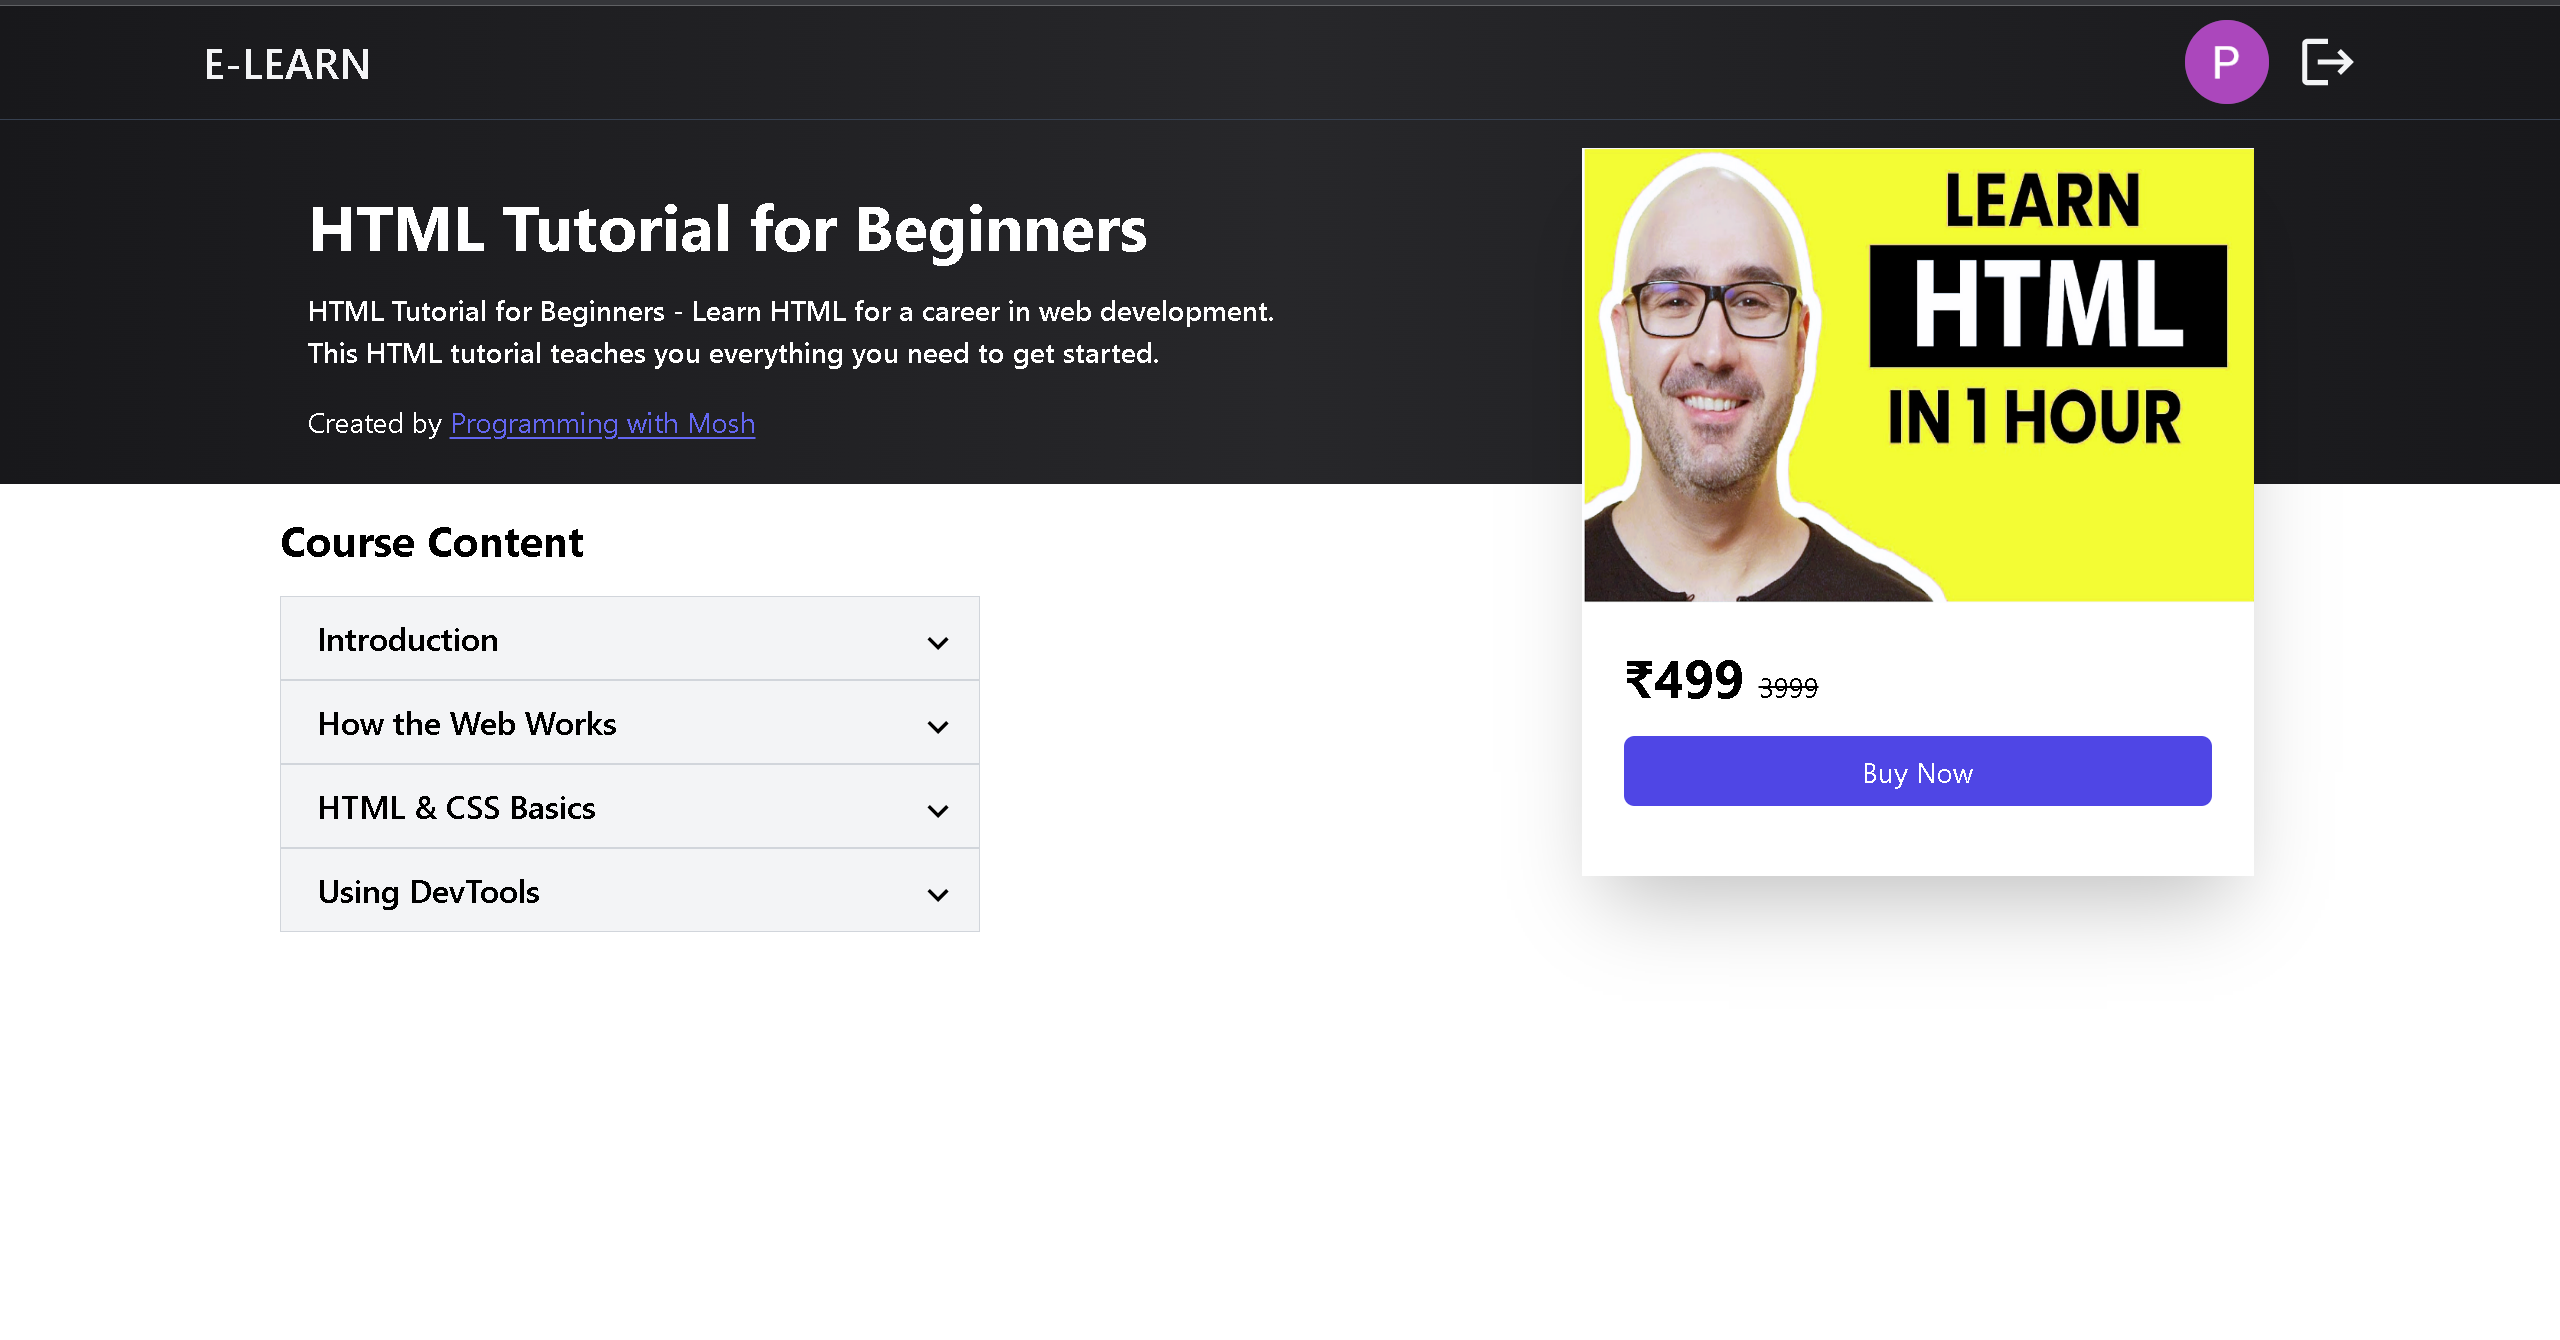 E-LEARN
P
HTML Tutorial for Beginners
HTML Tutorial for Beginners - Learn HTML for a career in web development.
This HTML tutorial teaches you everything you need to get started.
Created by Programming with Mosh
LEARN
HTML
IN 1 HOUR
₹499 3999
Buy Now
Course Content
Introduction
How the Web Works
HTML & CSS Basics
Using DevTools